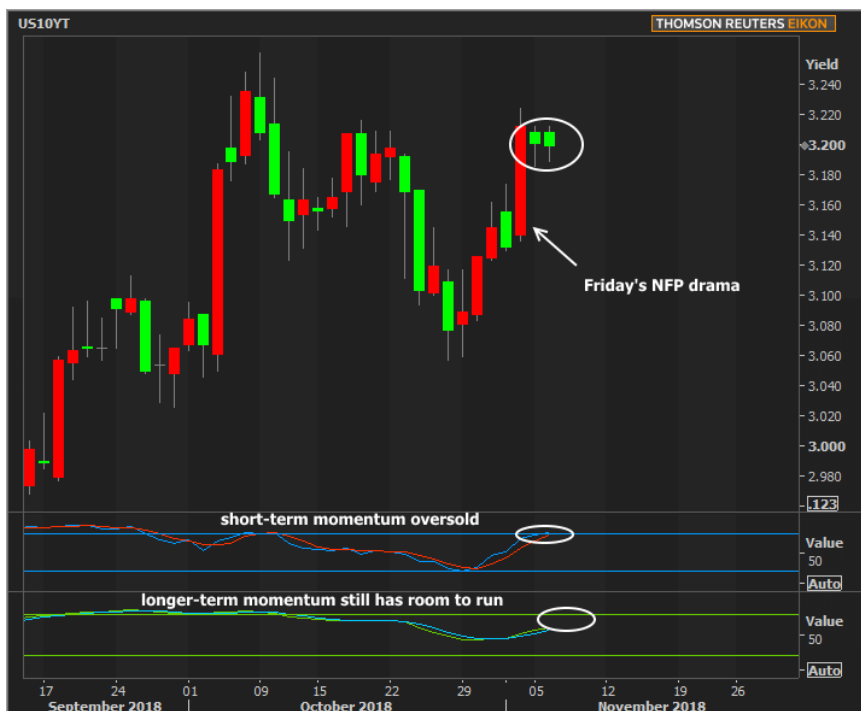 US10YT
THOMSON REUTERS EIKON
Yield
3.240
3.220
3.200
3.180
3.160
3.140
3.120
3.100
3.080
3.060
3.040
3.020
3.000
2.980
.123
Friday's NFP drama
short-term momentum oversold
Value
50
Auto
longer-term momentum still has room to run
Value
50
Auto
17 24 01 09 15 22 29 05 12 19 26
September 2018 October 2018 November 2018